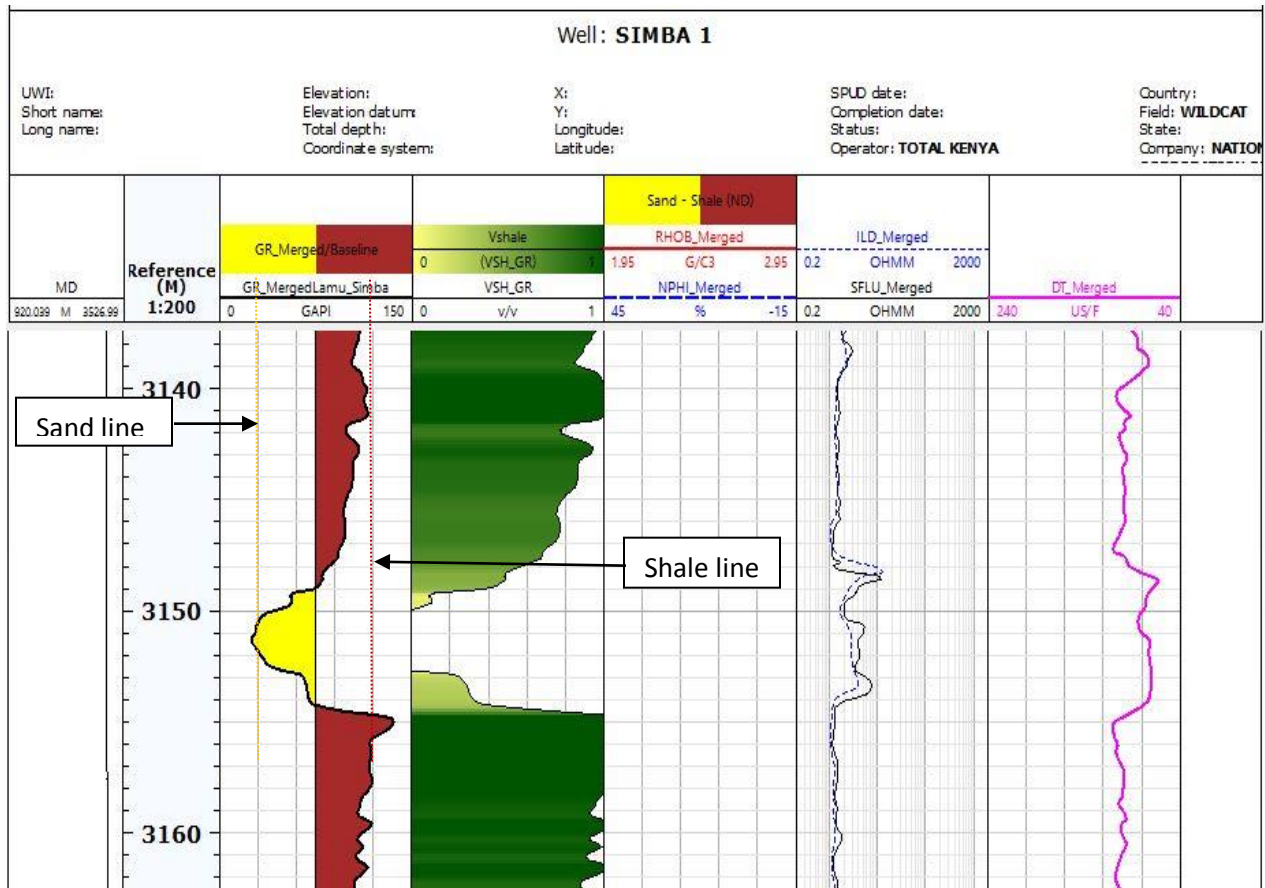 Well: SIMBA 1
UWI: Elevation: X: SPUD date: Country:
Short name: Elevation datum: Y: Completion date: Field: WILDCAT
Long name: Total depth: Longitude: Status: State:
Coordinate system: Latitude: Operator: TOTAL KENYA Company: NATION
Sand - Shale (ND)
GR_Merged/Baseline Vshale RHOB_Merged ILD_Merged
0 (VSH_GR) 1 1.95 G/C3 2.95 0.2 OHMM 2000
MD Reference (M) 1:200 GR_MergedLamu_Simba VSH_GR NPHI_Merged SFLU_Merged DT_Merged
920.039 M 3526.99 0 GAPI 150 0 v/v 1 45 % -15 0.2 OHMM 2000 240 US/F 40
3140
Sand line
Shale line
3150
3160